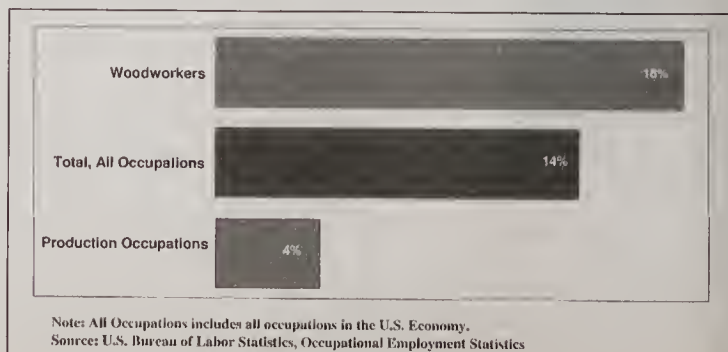 Woodworkers 18%
Total, All Occupations 14%
Production Occupations 4%
Note: All Occupations includes all occupations in the U.S. Economy.
Source: U.S. Bureau of Labor Statistics, Occupational Employment Statistics